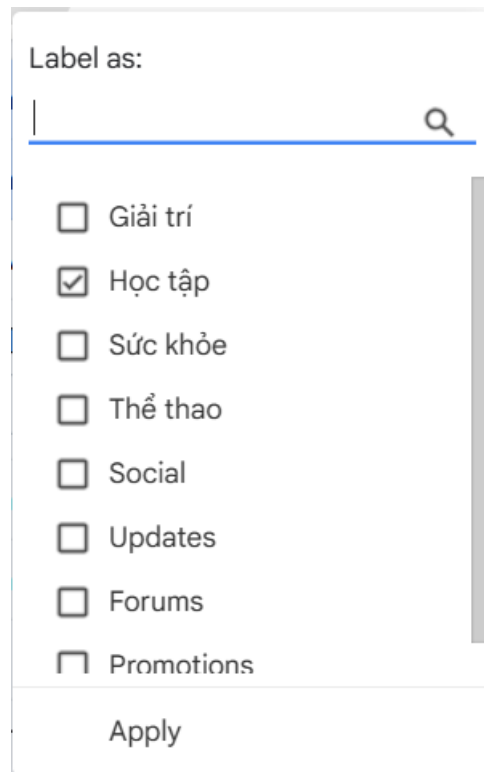 Label as:
Giải trí
Học tập
Sức khỏe
Thể thao
Social
Updates
Forums
Promotions
Apply